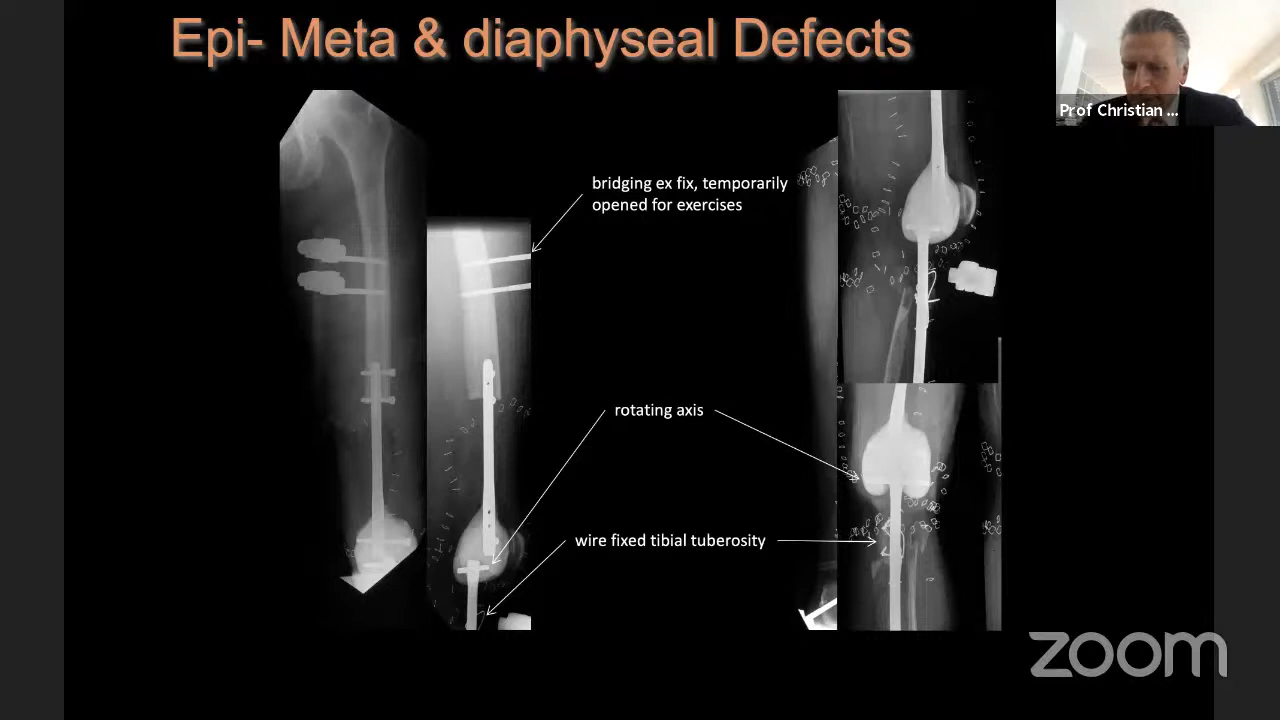 Epi- Meta & diaphyseal Defects
Prof Christian ...
bridging ex fix, temporarily
opened for exercises
rotating axis
wire fixed tibial tuberosity
zoom